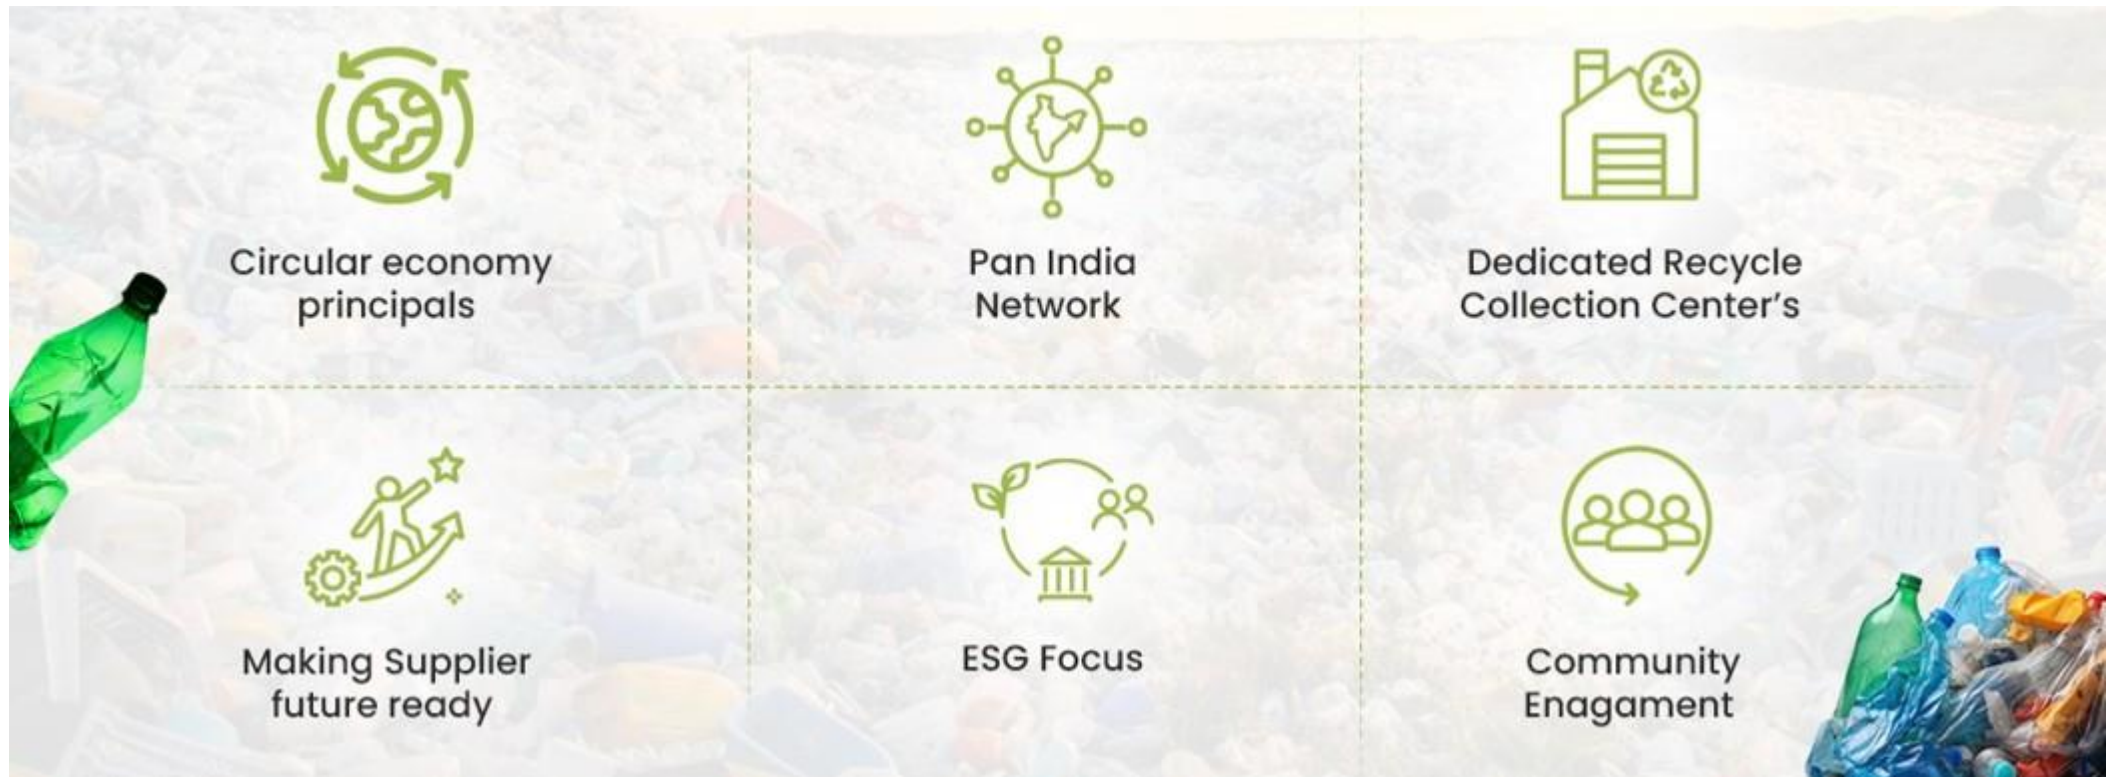 Circular economy
principals
Pan India
Network
Dedicated Recycle
Collection Center's
Making Supplier
future ready
ESG Focus
Community
Enagament